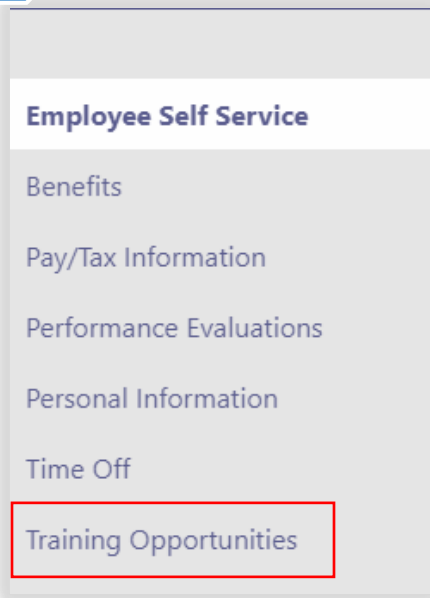 Employee Self Service
Benefits
Pay/Tax Information
Performance Evaluations
Personal Information
Time Off
Training Opportunities